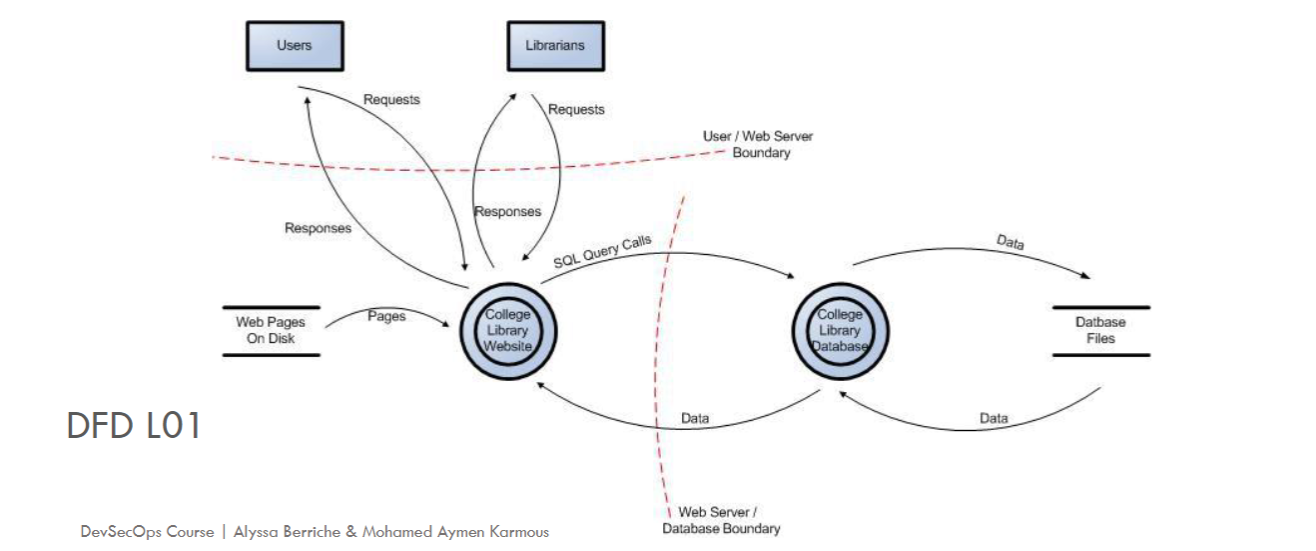 Users
Librarians
Requests
Requests
User / Web Server
Boundary
Responses
Responses
SQL Query Calls
Data
Web Pages
On Disk
Pages
College
Library
Website
College
Library
Database
Datbase
Files
Data
Data
DFD L01
Web Server /
Database Boundary
DevSecOps Course | Alyssa Berriche & Mohamed Aymen Karmous